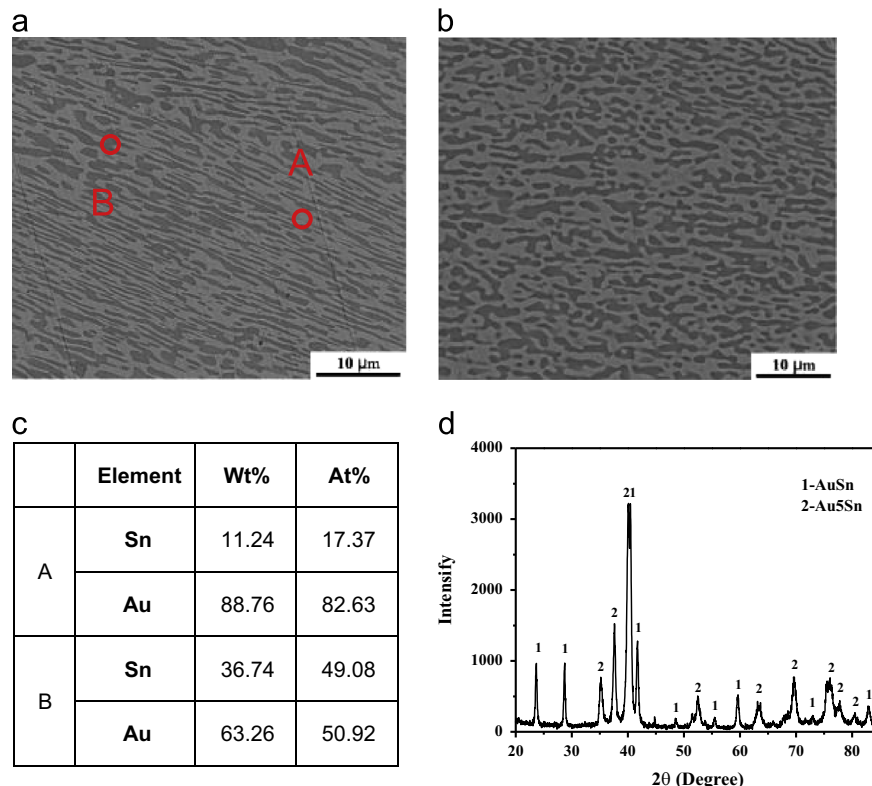 a
b
A
B
10 µm
10 µm
c
Element Wt% At%
A
Sn 11.24 17.37
Au 88.76 82.63
B
Sn 36.74 49.08
Au 63.26 50.92
d
4000
3000
2000
1000
0
Intensify
1-AuSn
2-Au5Sn
1 1 2 2 21 1 1 2 1 1 2 2 1 2 2 2 1
20 30 40 50 60 70 80
2θ (Degree)